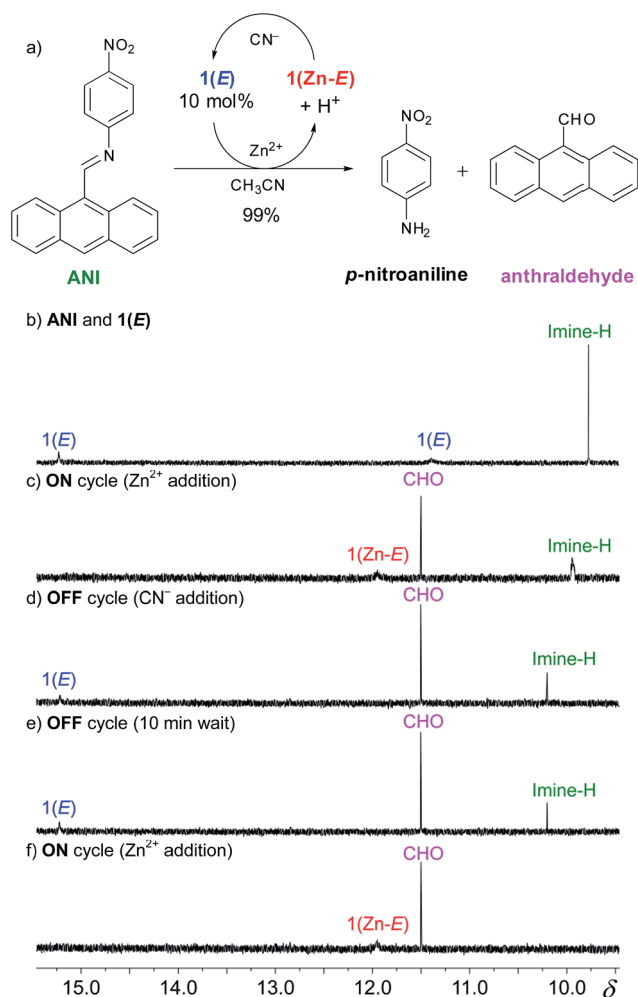 a)
NO₂
N
ANI
CN⁻
1(E)
10 mol%
1(Zn-E)
+ H⁺
Zn²⁺
CH₃CN
99%
NO₂
NH₂
p-nitroaniline
+
CHO
anthraldehyde
b) ANI and 1(E)
Imine-H
1(E)
1(E)
c) ON cycle (Zn²⁺ addition)
CHO
1(Zn-E)
Imine-H
d) OFF cycle (CN⁻ addition)
CHO
1(E)
Imine-H
e) OFF cycle (10 min wait)
CHO
1(E)
Imine-H
f) ON cycle (Zn²⁺ addition)
CHO
1(Zn-E)
15.0 14.0 13.0 12.0 11.0 10.0 δ